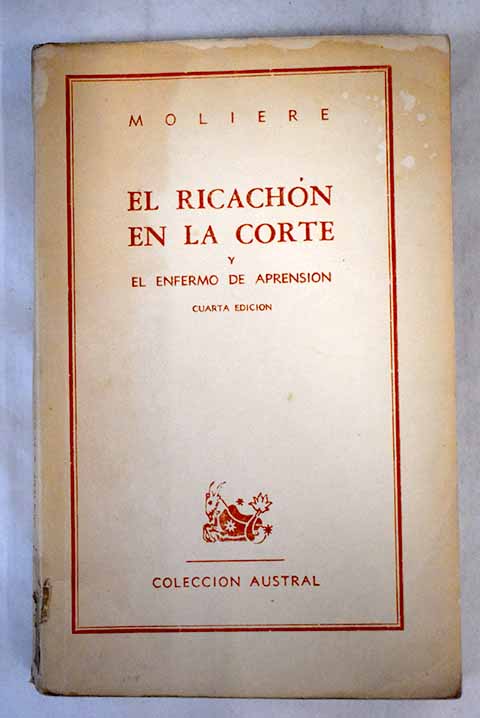 MOLIERE
EL RICACHÓN
EN LA CORTE
Y
EL ENFERMO DE APRENSION
CUARTA EDICION
COLECCION AUSTRAL